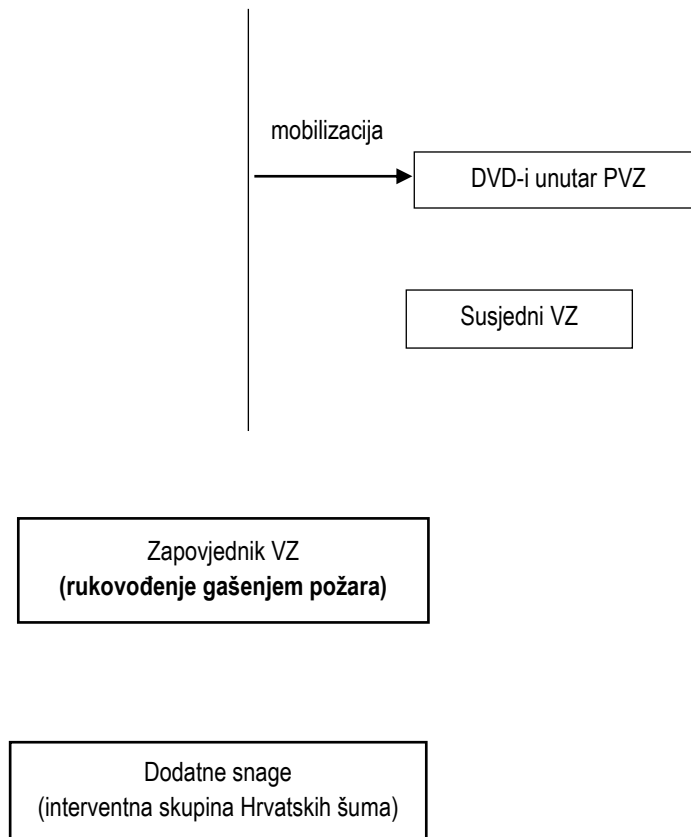 mobilizacija
DVD-i unutar PVZ
Susjedni VZ
Zapovjednik VZ
(rukovođenje gašenjem požara)
Dodatne snage
(interventna skupina Hrvatskih šuma)